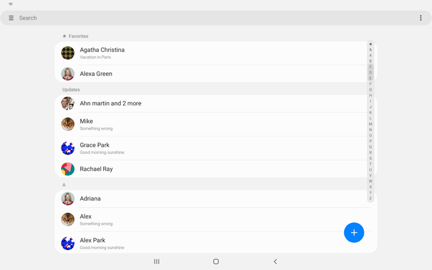 Search
Favorites
Agatha Christina
Vacation in Paris
Alexa Green
Updates
Ahn martin and 2 more
Mike
Something wrong
Grace Park
Good morning sunshine
Rachael Ray
A
Adriana
Alex
Something wrong
Alex Park
Good morning sunshine